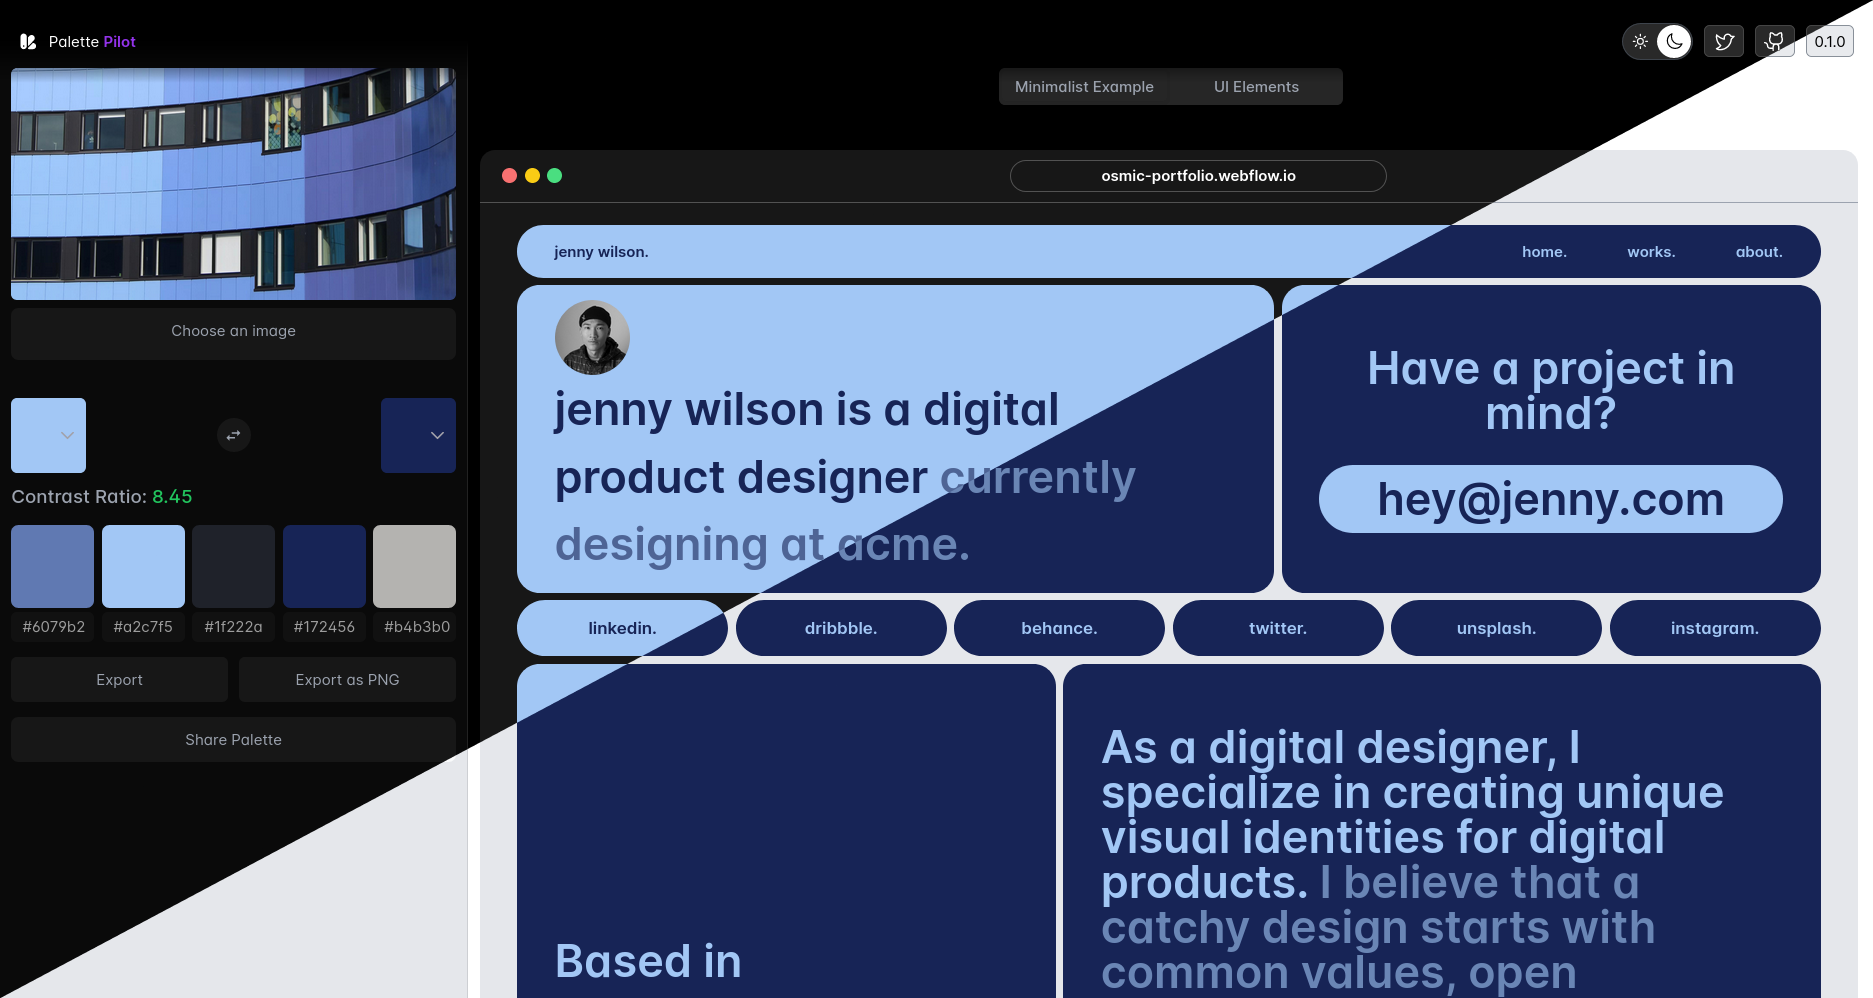 Palette Pilot
0.1.0
Choose an image
Contrast Ratio: 8.45
#6079b2
#a2c7f5
#1f222a
#172456
#b4b3b0
Export
Export as PNG
Share Palette
Minimalist Example
UI Elements
osmic-portfolio.webflow.io
jenny wilson.
home.
works.
about.
jenny wilson is a digital
product designer currently
designing at acme.
Have a project in
mind?
hey@jenny.com
linkedin.
dribbble.
behance.
twitter.
unsplash.
instagram.
Based in
As a digital designer, I
specialize in creating unique
visual identities for digital
products. I believe that a
catchy design starts with
common values, open